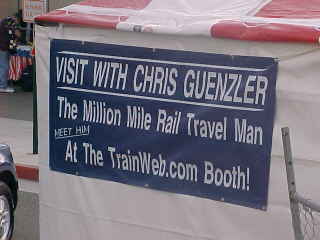 VISIT WITH CHRIS GUENZLER
The Million Mile Rail Travel Man
MEET HIM
At The TrainWeb.com Booth!